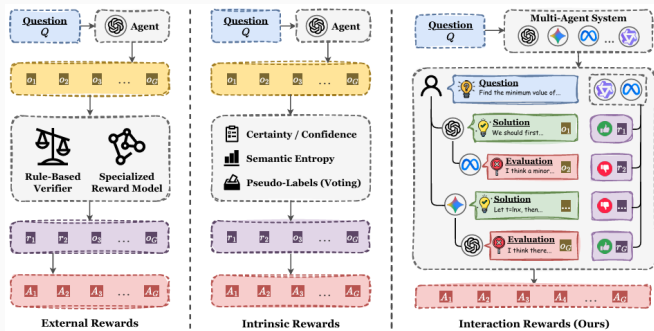 Question
Q
Agent
o1 o2 o3 ... oG
Rule-Based
Verifier
Specialized
Reward Model
r1 r2 o3 ... oG
A1 A2 A3 ... AG
External Rewards
Question
Q
Agent
o1 o2 o3 ... oG
Certainty / Confidence
Semantic Entropy
Pseudo-Labels (Voting)
r1 r2 o3 ... oG
A1 A2 A3 ... AG
Intrinsic Rewards
Question
Q
Multi-Agent System
...
Question
Find the minimum value of...
Solution
We should first... o1 r1
Evaluation
I think a minor... o2 r2
Solution
Let t=lnx, then... ... ...
Evaluation
I think there... oG rG
A1 A2 A3 A4 ... AG
Interaction Rewards (Ours)